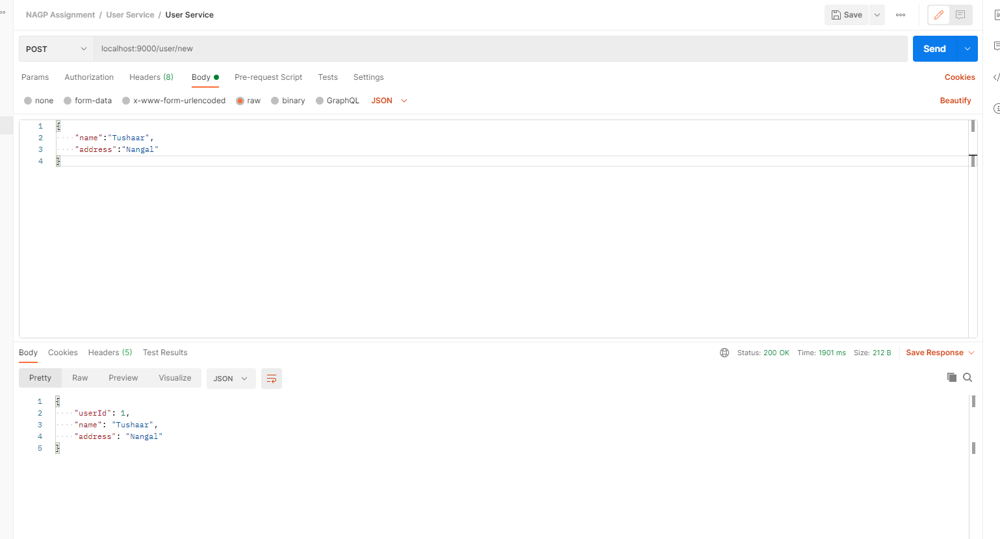 NAGP Assignment / User Service / User Service
Save
POST localhost:9000/user/new Send
Params Authorization Headers (8) Body Pre-request Script Tests Settings Cookies
none form-data x-www-form-urlencoded raw binary GraphQL JSON Beautify
1 {
2 "name":"Tushaar",
3 "address":"Nangal"
4 }
Body Cookies Headers (5) Test Results Status: 200 OK Time: 1901 ms Size: 212 B Save Response
Pretty Raw Preview Visualize JSON
1 {
2 "userId": 1,
3 "name": "Tushaar",
4 "address": "Nangal"
5 }